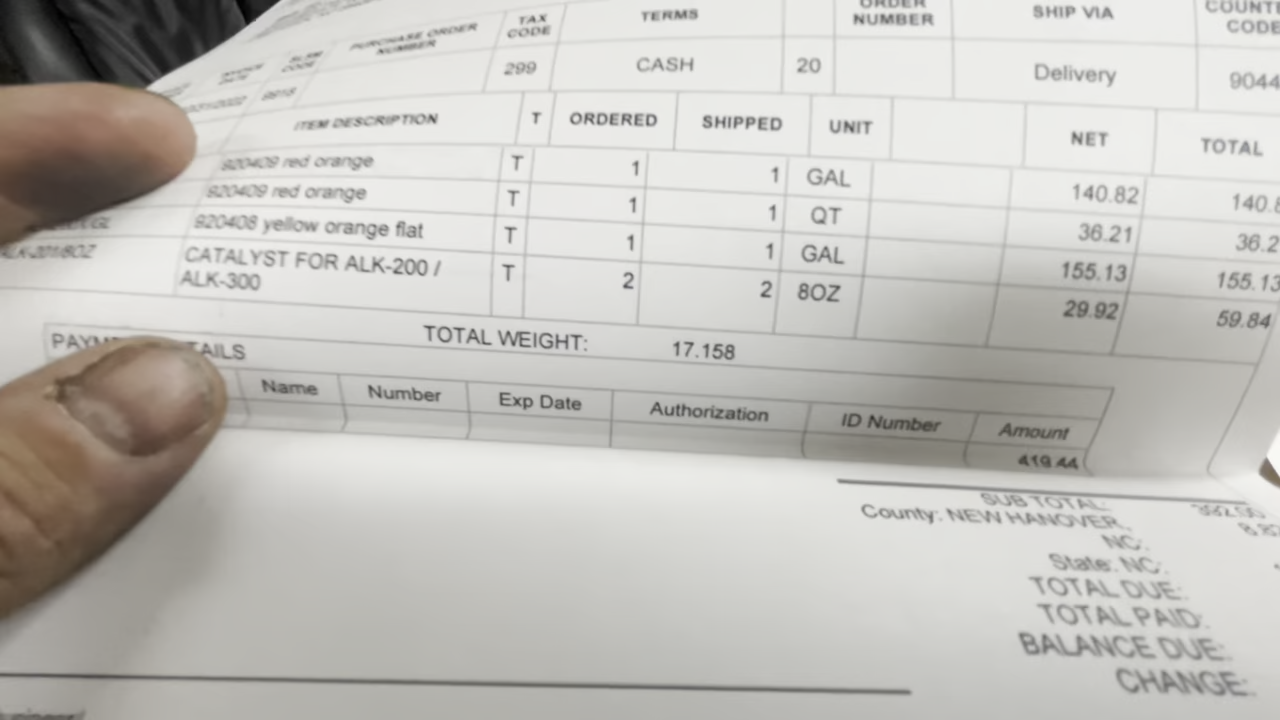 PURCHASE ORDER NUMBER TAX CODE TERMS ORDER NUMBER SHIP VIA CODE
299 CASH 20 Delivery 9044
ITEM DESCRIPTION T ORDERED SHIPPED UNIT NET TOTAL
920409 red orange T 1 1 GAL 140.82 140.8
920409 red orange T 1 1 QT 36.21 36.2
920408 yellow orange flat T 1 1 GAL 155.13 155.13
CATALYST FOR ALK-200 / T 2 2 8OZ 29.92 59.84
ALK-300
TOTAL WEIGHT: 17.158
Name Number Exp Date Authorization ID Number Amount
419.44
SUB TOTAL:
County: NEW HANOVER,
NC:
State: NC:
TOTAL DUE:
TOTAL PAID:
BALANCE DUE:
CHANGE: